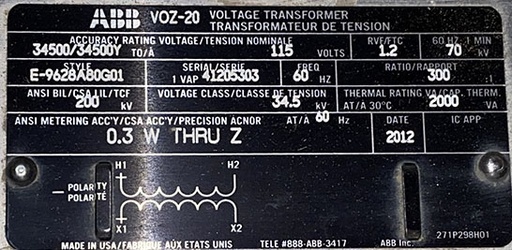 ABB VOZ-20 VOLTAGE TRANSFORMER
TRANSFORMATEUR DE TENSION
ACCURACY RATING VOLTAGE/TENSION NOMINALE RVF/FTC 60 HZ 1 MIN
34500/34500Y TO/À 115 VOLTS 1.2 70 KV
STYLE SERIAL/SERIE FREQ RATIO/RAPPORT
E-9628A80G01 1 VAP 41205303 60 HZ 300 :1
ANSI BIL/CSA LIL/TCF VOLTAGE CLASS/CLASSE DE TENSION THERMAL RATING VA/CAP. THERM.
200 KV 34.5 KV AT/À 30°C 2000 VA
ANSI METERING ACC'Y/CSA ACC'Y/PRECISION ACNOR AT/À 60 Hz DATE IC APP
0.3 W THRU Z 2012
H1 H2
POLARITY
POLARITÉ
X1 X2
271P298H01
MADE IN USA/FABRIQUÉ AUX ETATS UNIS TELE #888-ABB-3417 ABB Inc.